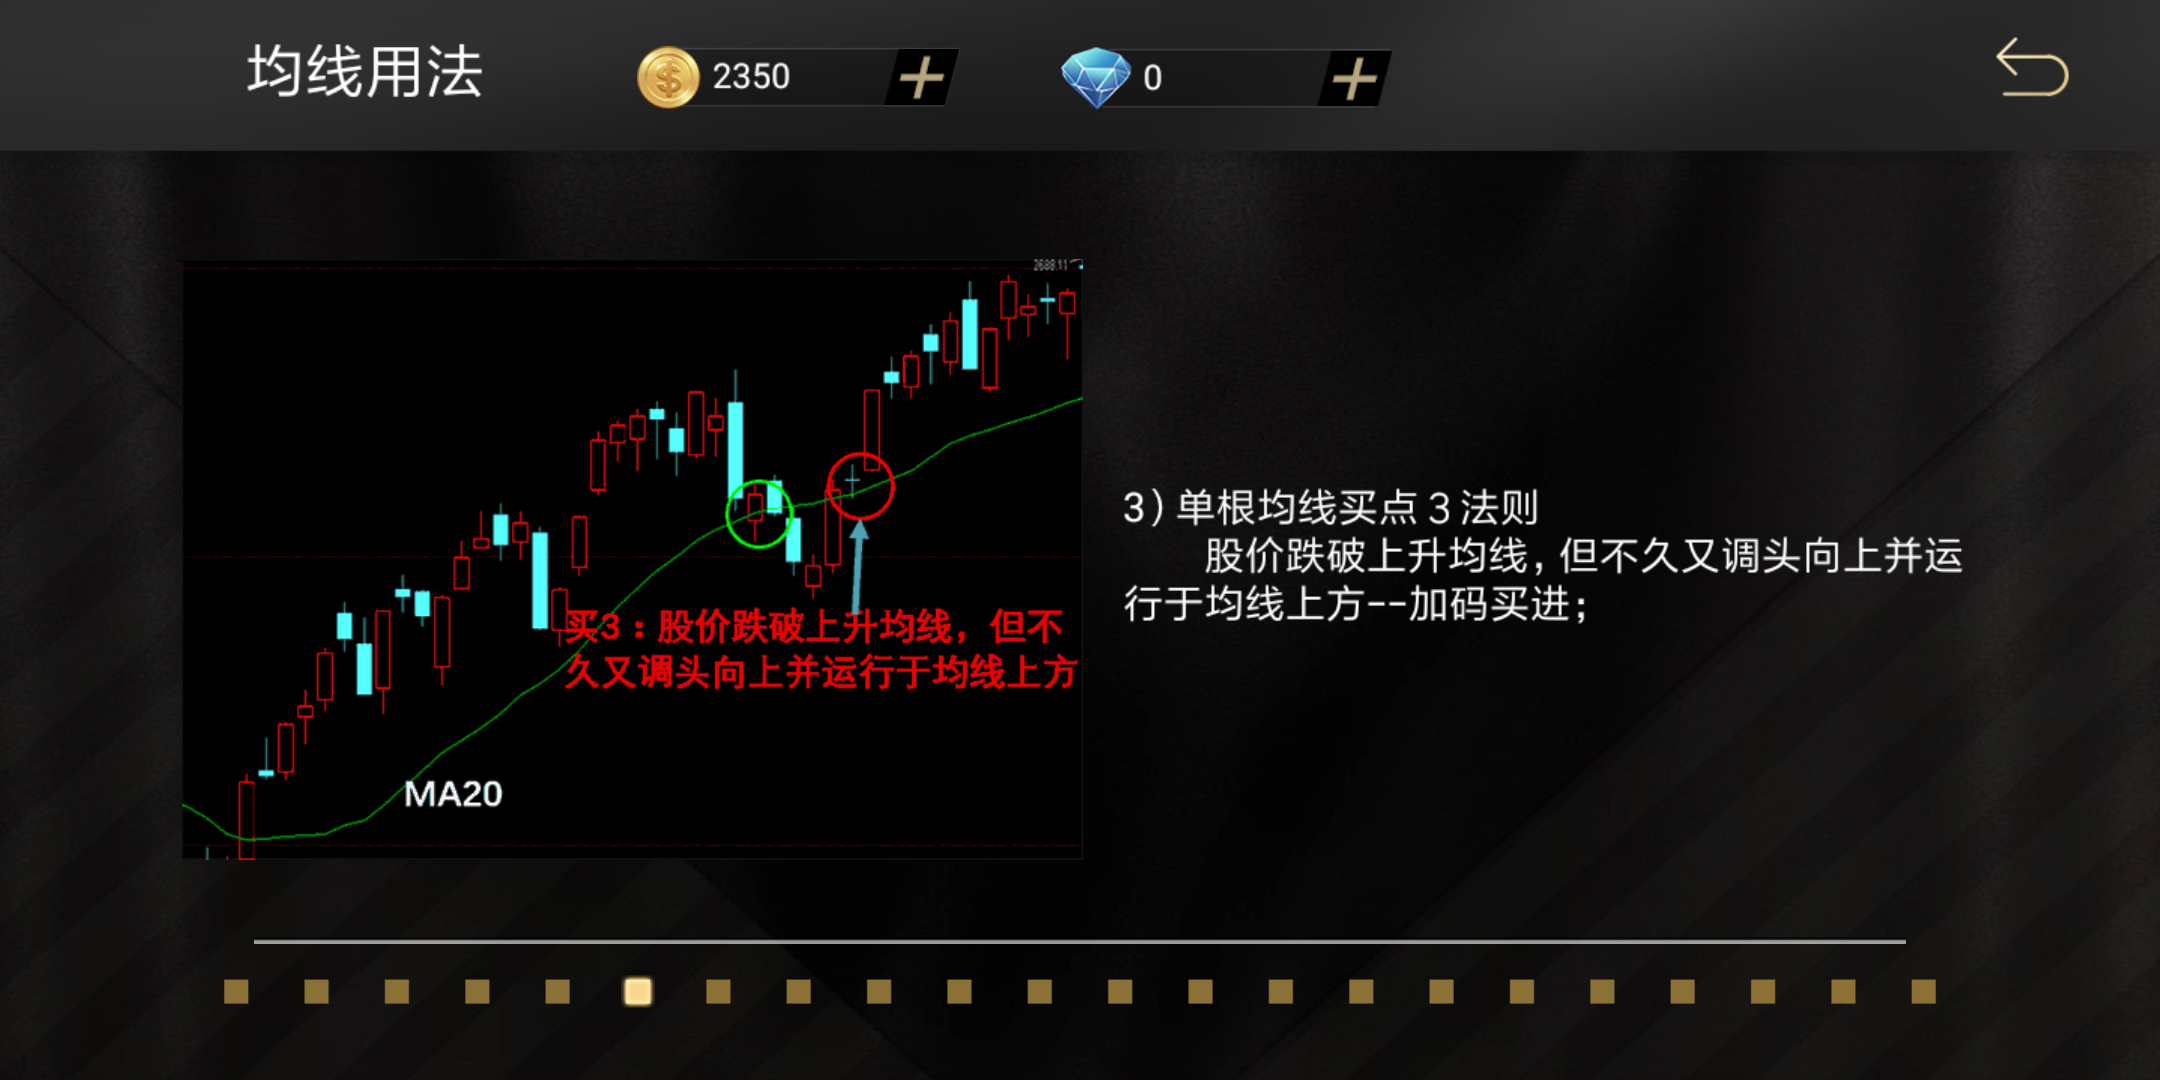 均线用法
2350
0
2688.11
3）单根均线买点3法则
股价跌破上升均线，但不久又调头向上并运
行于均线上方--加码买进；
买3：股价跌破上升均线，但不
久又调头向上并运行于均线上方
MA20